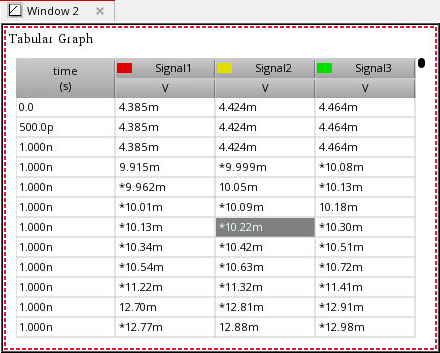 Window 2 ×
Tabular Graph
time (s) Signal1 Signal2 Signal3
V V V
0.0 4.385m 4.424m 4.464m
500.0p 4.385m 4.424m 4.464m
1.000n 4.385m 4.424m 4.464m
1.000n 9.915m *9.999m *10.08m
1.000n *9.962m 10.05m *10.13m
1.000n *10.01m *10.09m 10.18m
1.000n *10.13m *10.22m *10.30m
1.000n *10.34m *10.42m *10.51m
1.000n *10.54m *10.63m *10.72m
1.000n *11.22m *11.32m *11.41m
1.000n 12.70m *12.81m *12.91m
1.000n *12.77m 12.88m *12.98m